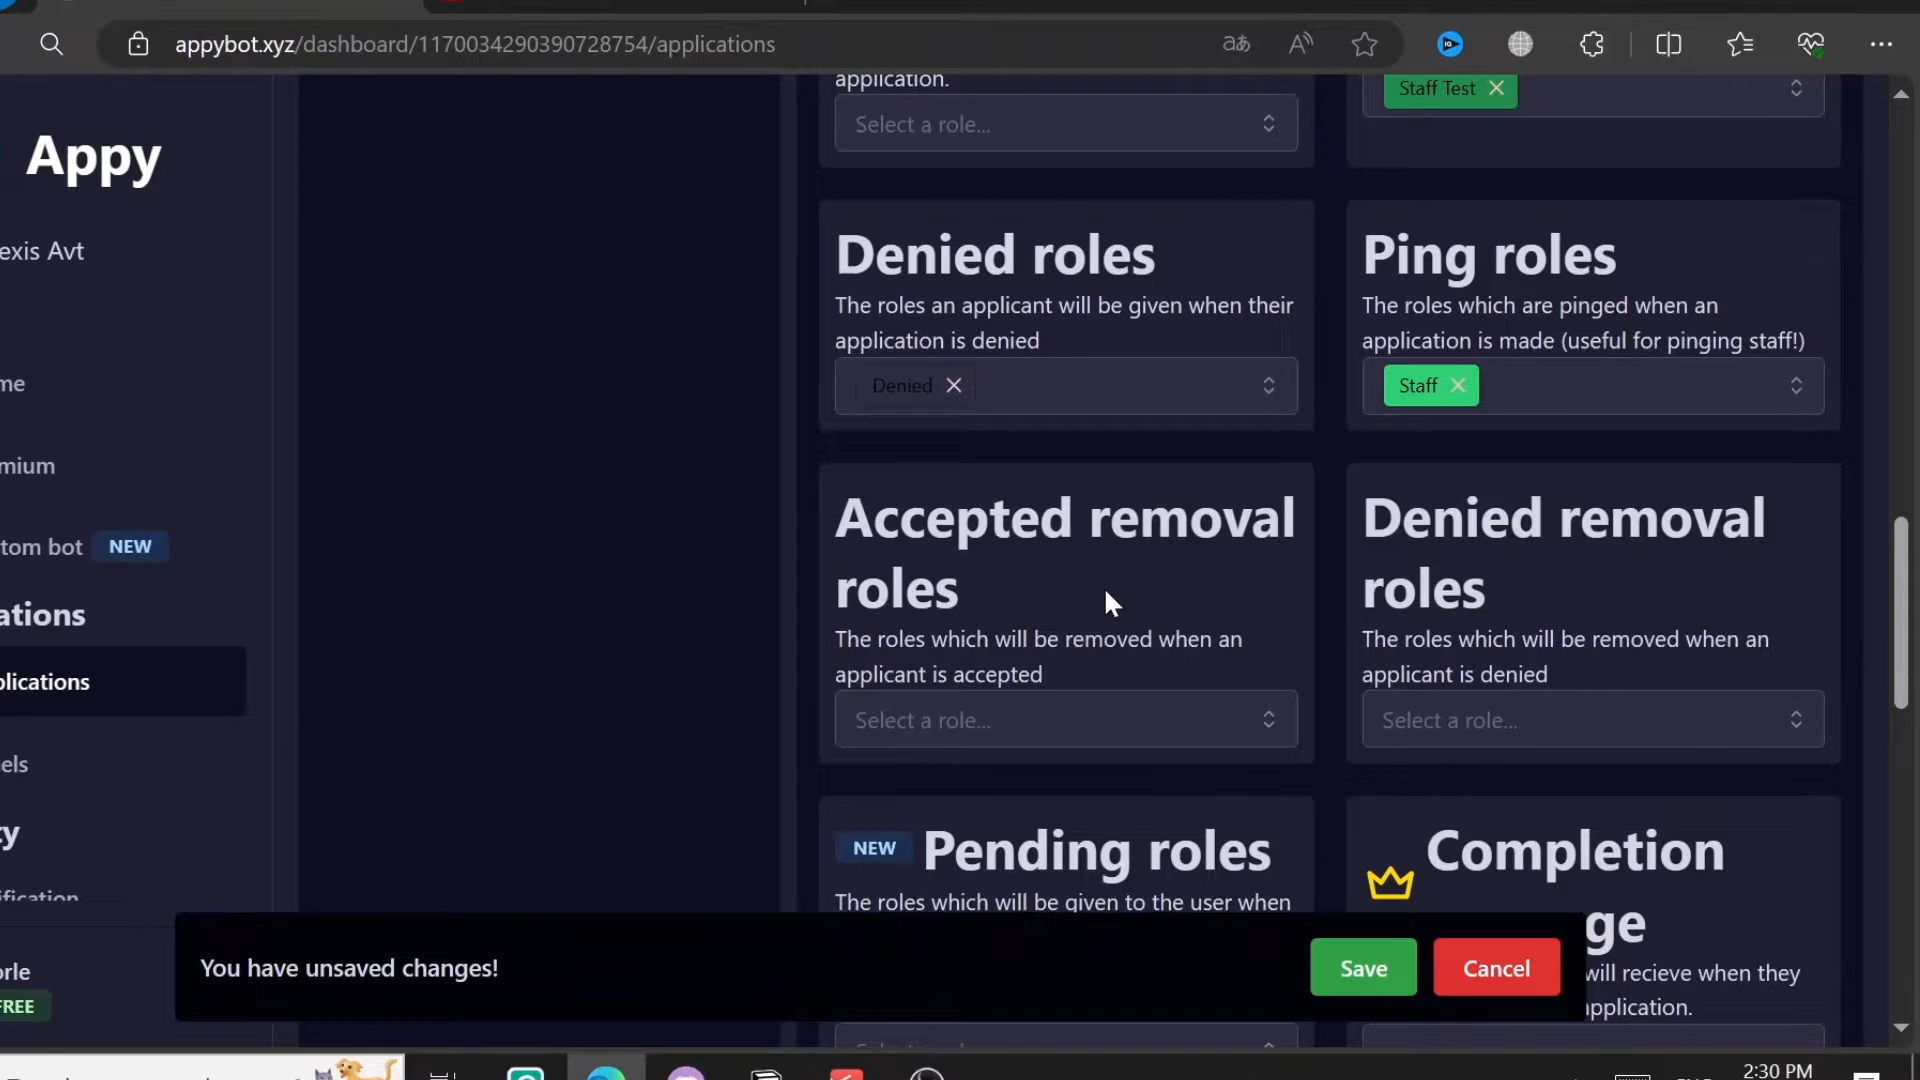 appybot.xyz/dashboard/1170034290390728754/applications
Appy
exis Avt
me
mium
tom bot NEW
ations
plications
els
ty
ification
orle
FREE
application.
Select a role...
Staff Test
Denied roles
The roles an applicant will be given when their
application is denied
Denied
Ping roles
The roles which are pinged when an
application is made (useful for pinging staff!)
Staff
Accepted removal
roles
The roles which will be removed when an
applicant is accepted
Select a role...
Denied removal
roles
The roles which will be removed when an
applicant is denied
Select a role...
NEW Pending roles
The roles which will be given to the user when
Completion
ge
will recieve when they
application.
You have unsaved changes!
Save
Cancel
2:30 PM